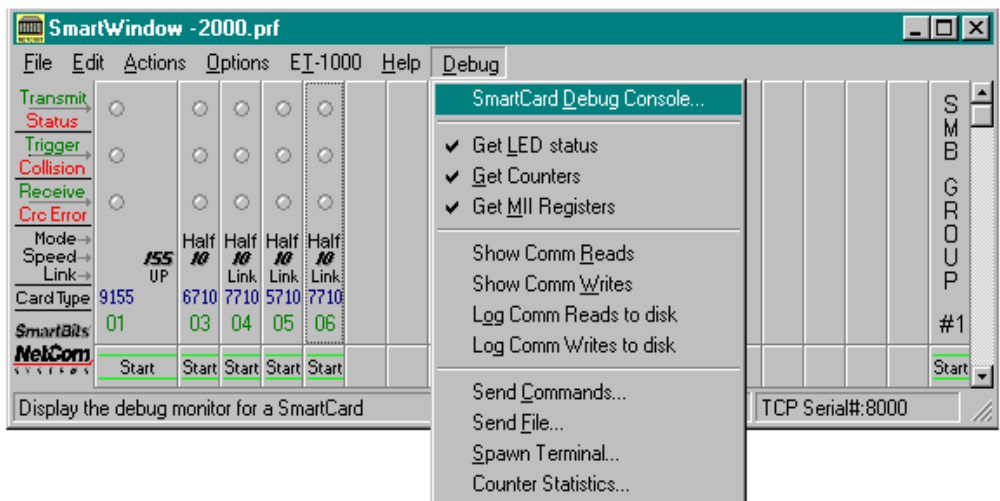 SmartWindow -2000.prf
File Edit Actions Options ET-1000 Help Debug
Transmit
Status
Trigger
Collision
Receive
Crc Error
Mode
Speed
Link
Card Type
SmartBits
NetCom
SYSTEMS
155
UP
9155
01
Start
Half
10
6710
03
Start
Half
10
Link
7710
04
Start
Half
10
Link
5710
05
Start
Half
10
Link
7710
06
Start
SmartCard Debug Console...
Get LED status
Get Counters
Get MII Registers
Show Comm Reads
Show Comm Writes
Log Comm Reads to disk
Log Comm Writes to disk
Send Commands...
Send File...
Spawn Terminal...
Counter Statistics...
SMB GROUP #1
Start
Display the debug monitor for a SmartCard
TCP Serial#:8000